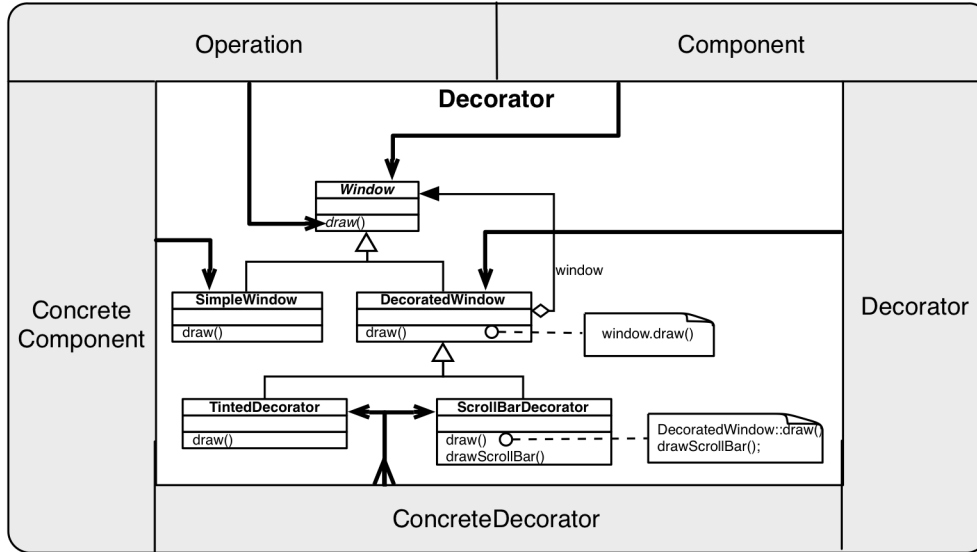 Operation
Component
Decorator
Window
draw()
Concrete
Component
Decorator
window
SimpleWindow
draw()
DecoratedWindow
draw()
window.draw()
TintedDecorator
draw()
ScrollBarDecorator
draw()
drawScrollBar()
DecoratedWindow::draw()
drawScrollBar();
ConcreteDecorator